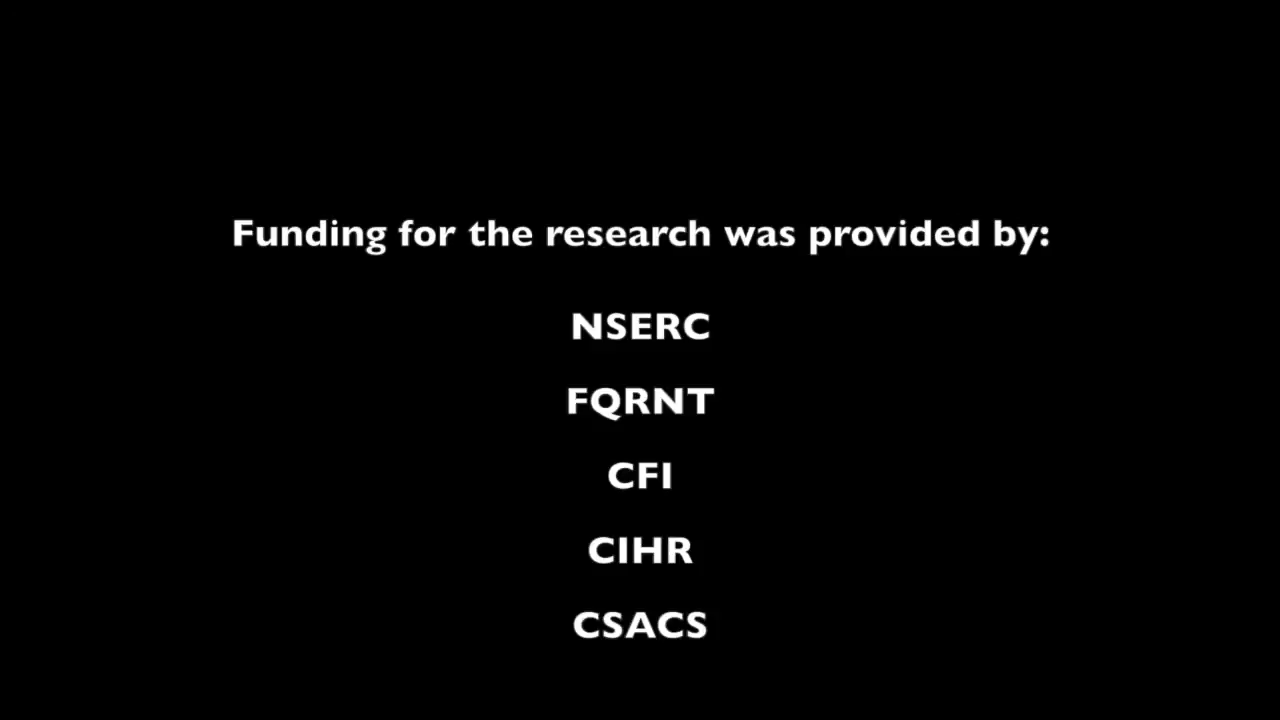 Funding for the research was provided by:
NSERC
FQRNT
CFI
CIHR
CSACS